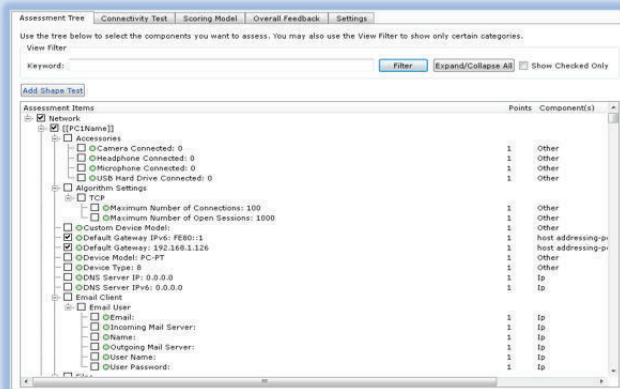 Assessment Tree Connectivity Test Scoring Model Overall Feedback Settings
Use the tree below to select the components you want to assess. You may also use the View Filter to show only certain categories.
View Filter
Keyword: Filter Expand/Collapse All Show Checked Only
Add Shape Test
Assessment Items Points Component(s)
Network
[[PC1Name]]
Accessories
Camera Connected: 0 1 Other
Headphone Connected: 0 1 Other
Microphone Connected: 0 1 Other
USB Hard Drive Connected: 0 1 Other
Algorithm Settings
TCP
Maximum Number of Connections: 100 1 Other
Maximum Number of Open Sessions: 1000 1 Other
Custom Device Model: 1 Other
Default Gateway IPv6: FE80::1 1 host addressing-p
Default Gateway: 192.168.1.126 1 host addressing-p
Device Model: PC-PT 1 Other
Device Type: 8 1 Other
DNS Server IP: 0.0.0.0 1 Ip
DNS Server IPv6: 0.0.0.0 1 Ip
Email Client
Email User
Email: 1 Ip
Incoming Mail Server: 1 Ip
Name: 1 Ip
Outgoing Mail Server: 1 Ip
User Name: 1 Ip
User Password: 1 Ip